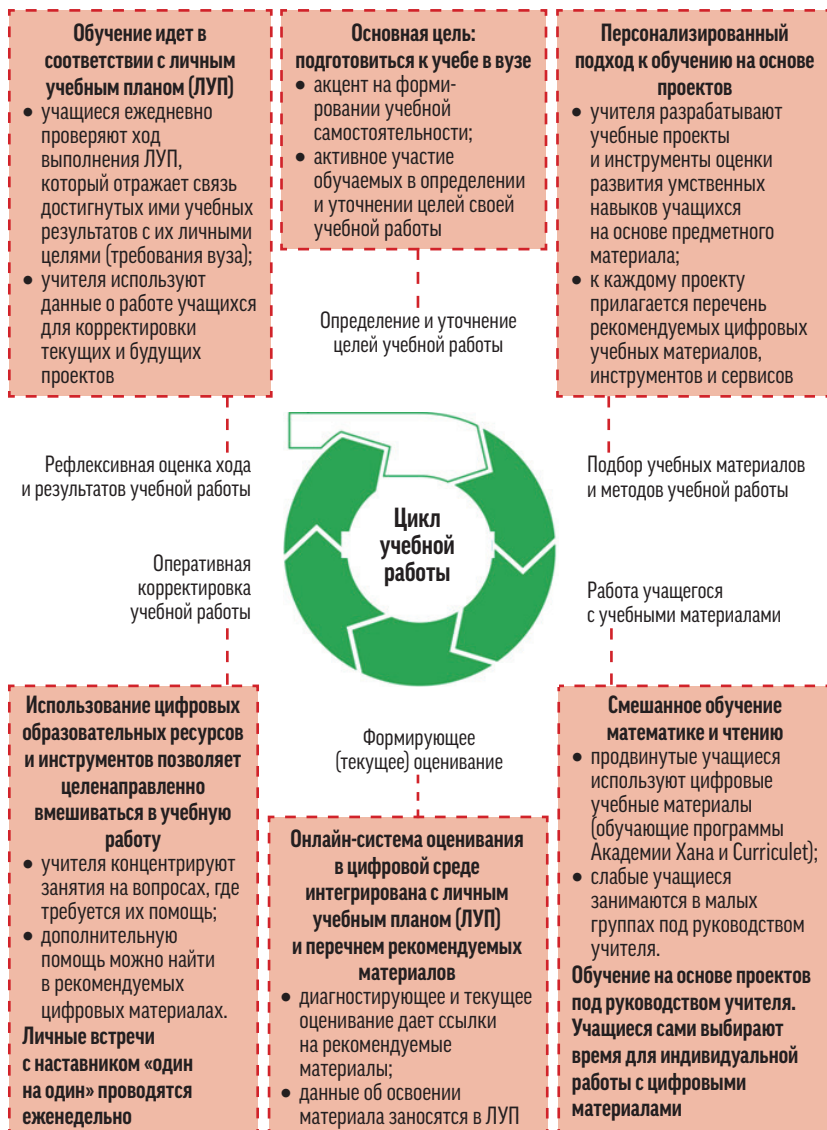 Обучение идет в
соответствии с личным
учебным планом (ЛУП)
• учащиеся ежедневно
проверяют ход
выполнения ЛУП,
который отражает связь
достигнутых ими учебных
результатов с их личными
целями (требования вуза);
• учителя используют
данные о работе учащихся
для корректировки
текущих и будущих
проектов
Основная цель:
подготовиться к учебе в вузе
• акцент на форми-
ровании учебной
самостоятельности;
• активное участие
обучаемых в определении
и уточнении целей своей
учебной работы
Персонализированный
подход к обучению на основе
проектов
• учителя разрабатывают
учебные проекты
и инструменты оценки
развития умственных
навыков учащихся
на основе предметного
материала;
• к каждому проекту
прилагается перечень
рекомендуемых цифровых
учебных материалов,
инструментов и сервисов
Определение и уточнение
целей учебной работы
Рефлексивная оценка хода
и результатов учебной работы
Подбор учебных материалов
и методов учебной работы
Цикл
учебной
работы
Оперативная
корректировка
учебной работы
Работа учащегося
с учебными материалами
Формирующее
(текущее) оценивание
Использование цифровых
образовательных ресурсов
и инструментов позволяет
целенаправленно
вмешиваться в учебную
работу
• учителя концентрируют
занятия на вопросах, где
требуется их помощь;
• дополнительную
помощь можно найти
в рекомендуемых
цифровых материалах.
Личные встречи
с наставником «один
на один» проводятся
еженедельно
Онлайн-система оценивания
в цифровой среде
интегрирована с личным
учебным планом (ЛУП)
и перечнем рекомендуемых
материалов
• диагностирующее и текущее
оценивание дает ссылки
на рекомендуемые
материалы;
• данные об освоении
материала заносятся в ЛУП
Смешанное обучение
математике и чтению
• продвинутые учащиеся
используют цифровые
учебные материалы
(обучающие программы
Академии Хана и Curriculet);
• слабые учащиеся
занимаются в малых
группах под руководством
учителя.
Обучение на основе проектов
под руководством учителя.
Учащиеся сами выбирают
время для индивидуальной
работы с цифровыми
материалами